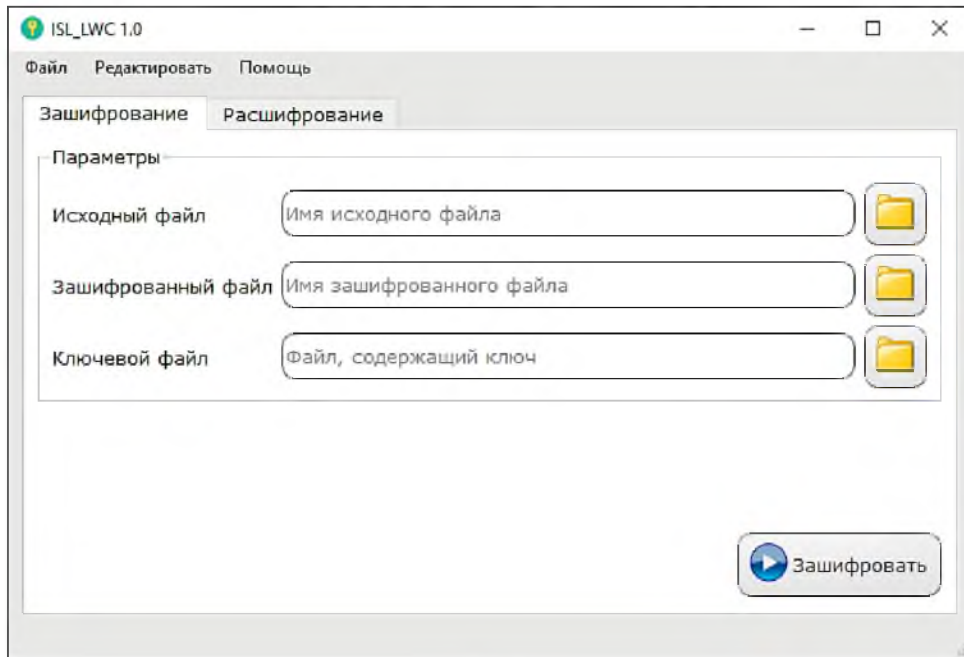 ISL_LWC 1.0
Файл Редактировать Помощь
Зашифрование Расшифрование
Параметры
Исходный файл Имя исходного файла
Зашифрованный файл Имя зашифрованного файла
Ключевой файл Файл, содержащий ключ
Зашифровать